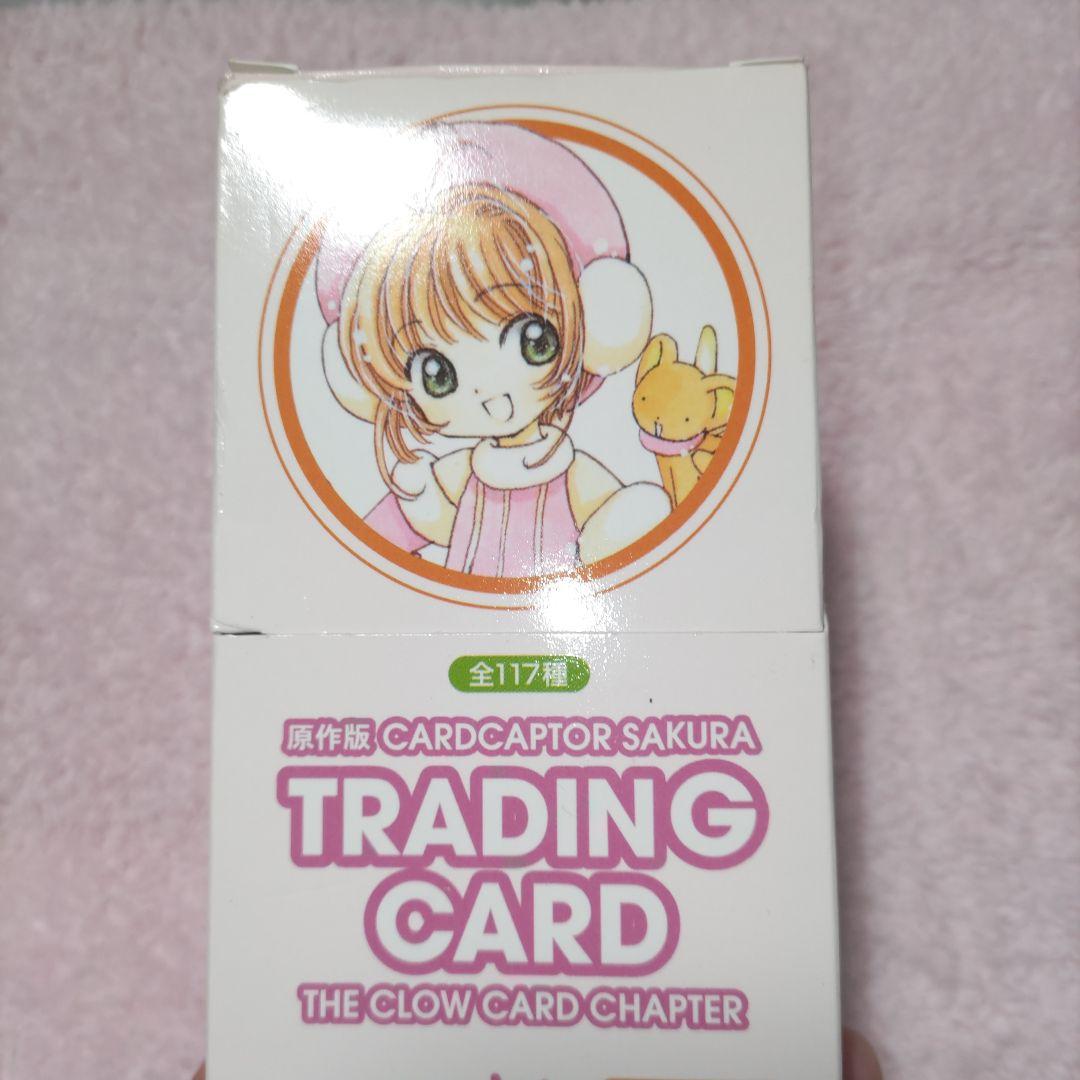 全117種
原作版 CARDCAPTOR SAKURA
TRADING
CARD
THE CLOW CARD CHAPTER